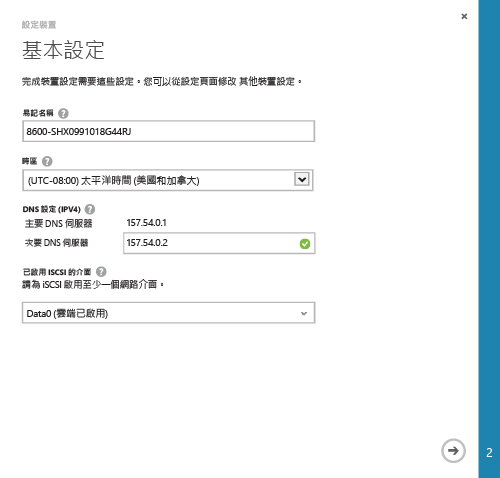 設定裝置
基本設定
完成裝置設定需要這些設定。您可以從設定頁面修改 其他裝置設定。
易記名稱
8600-SHX0991018G44RJ
時區
(UTC-08:00) 太平洋時間 (美國和加拿大)
DNS 設定 (IPV4)
主要 DNS 伺服器 157.54.0.1
次要 DNS 伺服器 157.54.0.2
已啟用 ISCSI 的介面
請為 iSCSI 啟用至少一個網路介面。
Data0 (雲端已啟用)
2